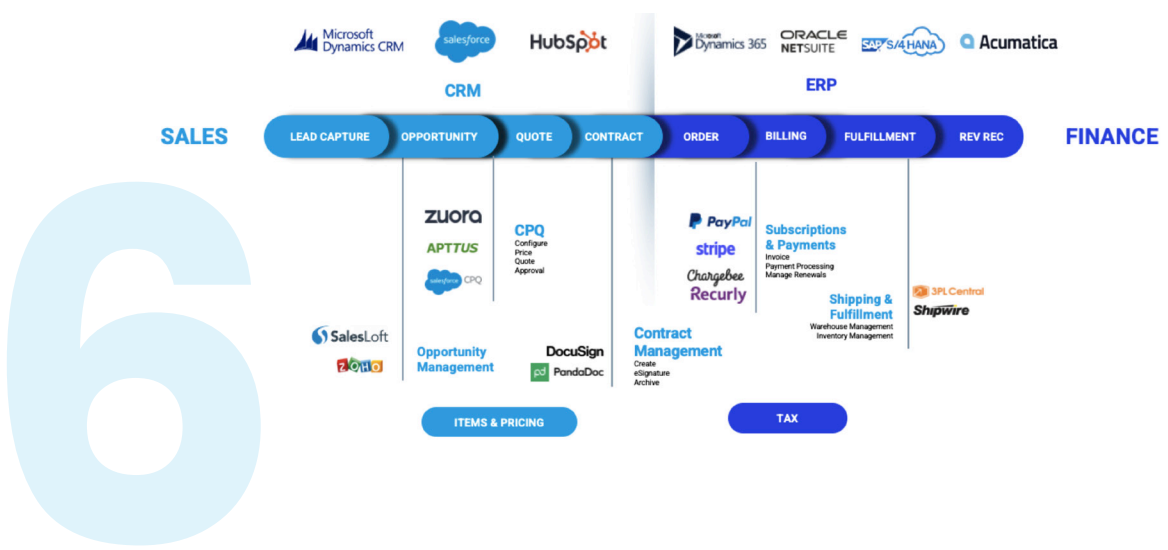 Microsoft
Dynamics CRM
salesforce
HubSpot
Microsoft
Dynamics 365
ORACLE
NETSUITE
SAP S/4HANA
Acumatica
CRM
ERP
SALES
LEAD CAPTURE
OPPORTUNITY
QUOTE
CONTRACT
ORDER
BILLING
FULFILLMENT
REV REC
FINANCE
6
zuora
APTTUS
salesforce CPQ
CPQ
Configure
Price
Quote
Approval
PayPal
stripe
Chargebee
Recurly
Subscriptions
& Payments
Invoice
Payment Processing
Manage Renewals
Shipping &
Fulfillment
Warehouse Management
Inventory Management
3PL Central
Shipwire
SalesLoft
ZOHO
Opportunity
Management
DocuSign
pd PandaDoc
Contract
Management
Create
eSignature
Archive
ITEMS & PRICING
TAX